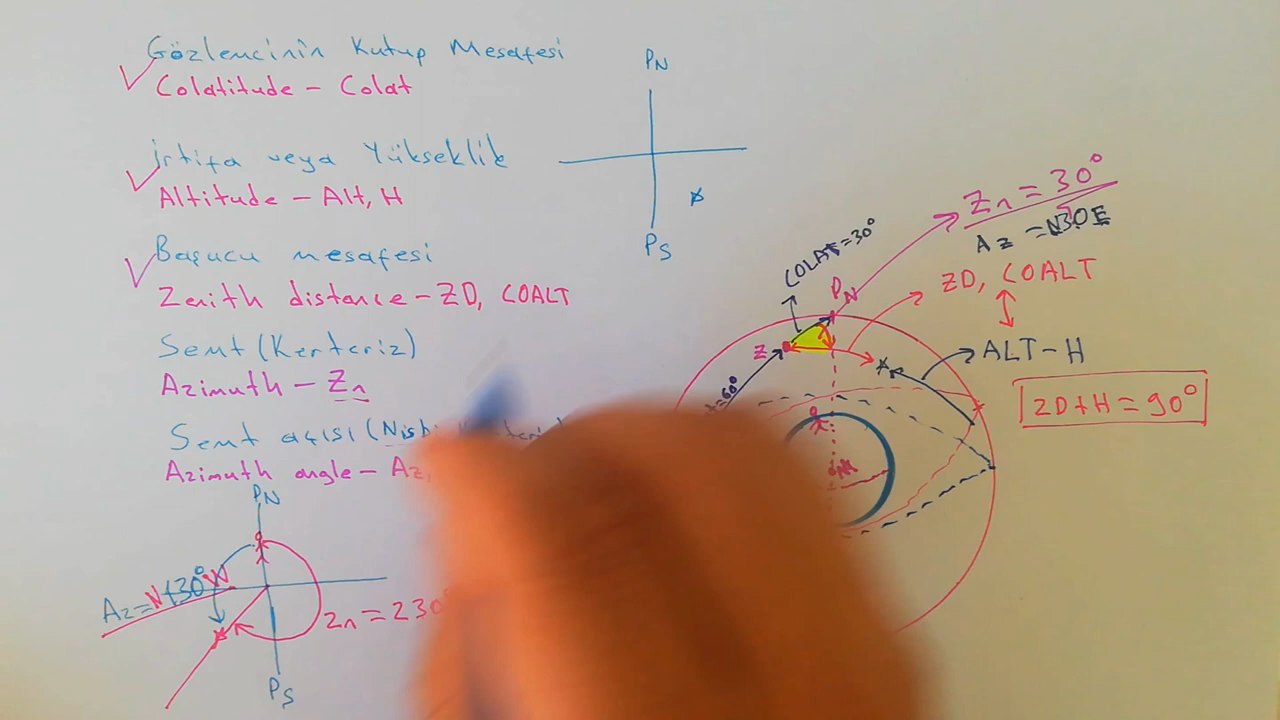 Gözlemcinin Kutup Mesafesi
Colatitude - Colat
İrtifa veya Yükseklik
Altitude - Alt, H
Başucu mesafesi
Zenith distance - ZD, COALT
Semt (Kerteriz)
Azimuth - Zn
Semt açısı (Nisbi
Azimuth angle - Az,
PN
PS
PN
PS
Zn = 230°
Zn = 30°
Az = N30E
COLAT = 30°
PN
ZD, COALT
Z
ALT - H
ZD + H = 90°